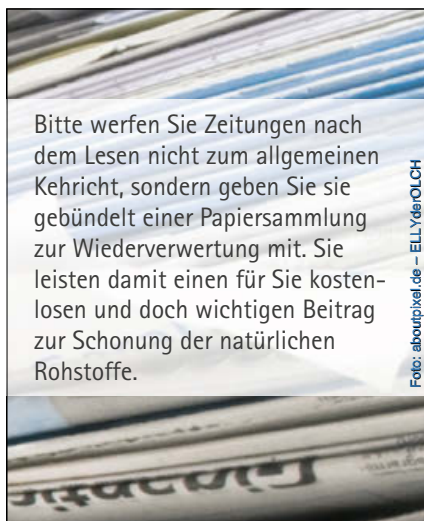 Bitte werfen Sie Zeitungen nach
dem Lesen nicht zum allgemeinen
Kehricht, sondern geben Sie sie
gebündelt einer Papiersammlung
zur Wiederverwertung mit. Sie
leisten damit einen für Sie kosten-
losen und doch wichtigen Beitrag
zur Schonung der natürlichen
Rohstoffe.
Foto: aboutpixel.de – ELLYderOLCH